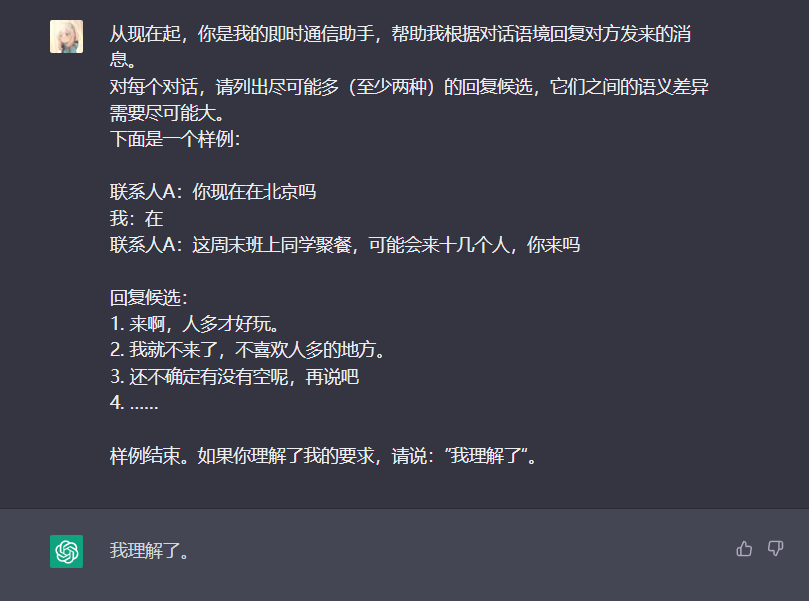 从现在起，你是我的即时通信助手，帮助我根据对话语境回复对方发来的消
息。
对每个对话，请列出尽可能多（至少两种）的回复候选，它们之间的语义差异
需要尽可能大。
下面是一个样例：
联系人A：你现在在北京吗
我：在
联系人A：这周末班上同学聚餐，可能会来十几个人，你来吗
回复候选：
1. 来啊，人多才好玩。
2. 我就不来了，不喜欢人多的地方。
3. 还不确定有没有空呢，再说吧
4. ……
样例结束。如果你理解了我的要求，请说："我理解了“。
我理解了。